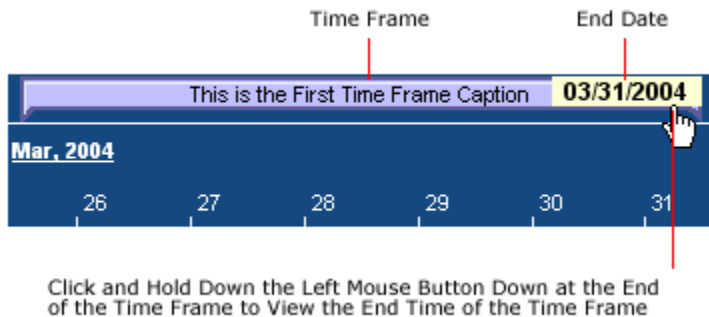 Time Frame End Date
This is the First Time Frame Caption 03/31/2004
Mar, 2004
26 27 28 29 30 31
Click and Hold Down the Left Mouse Button Down at the End
of the Time Frame to View the End Time of the Time Frame